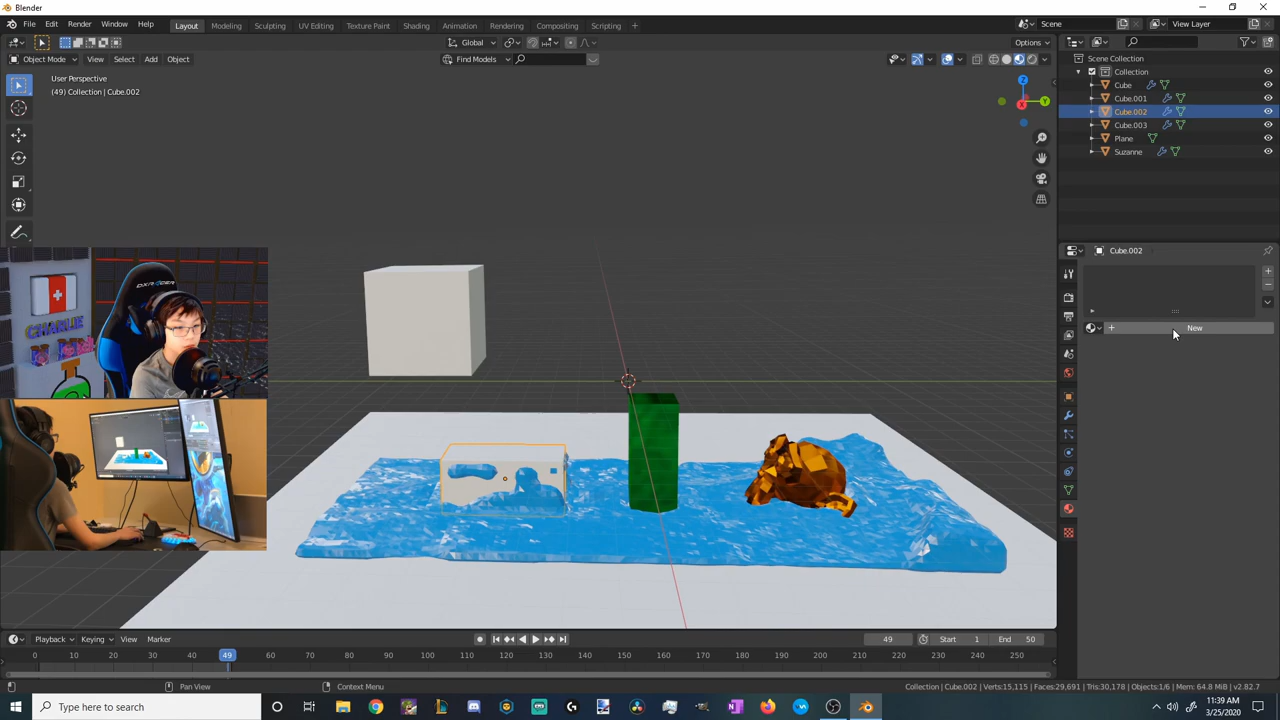 Blender
File Edit Render Window Help
Layout Modeling Sculpting UV Editing Texture Paint Shading Animation Rendering Compositing Scripting +
Scene
View Layer
Global
Options
Object Mode View Select Add Object
Find Models
User Perspective
(49) Collection | Cube.002
Z
Y
X
Scene Collection
Collection
Cube
Cube.001
Cube.002
Cube.003
Plane
Suzanne
Cube.002
+ New
DXRACER
CHARLIE
Playback Keying View Marker
49
Start 1
End 50
0 10 20 30 40 49 60 70 80 90 100 110 120 130 140 150 160 170 180 190 200 210 220 230 240 250
Pan View
Context Menu
Collection | Cube.002 | Verts:15,115 | Faces:29,691 | Tris:30,178 | Objects:1/6 | Mem: 64.8 MiB | v2.82.7
Type here to search
11:39 AM
3/25/2020